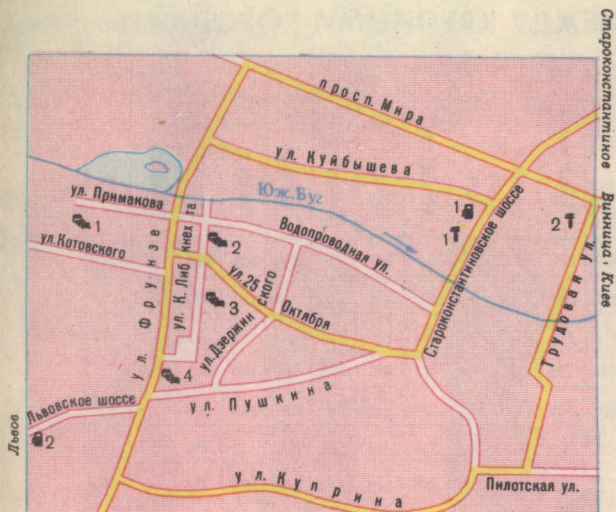 просп. Мира
Староконстантинов
ул. Куйбышева
Юж. Буг
ул. Примакова
1
2
Винница, Киев
1
1
2
ул. Котовского
Водопроводная ул.
Староконстантиновское шоссе
Трудовая ул.
ул. Фрунзе
ул. К. Либкнехта
ул. 25 Октября
3
ул. Дзержинского
4
ул. Пушкина
Львовское шоссе
Львов
2
ул. Куприна
Пилотская ул.